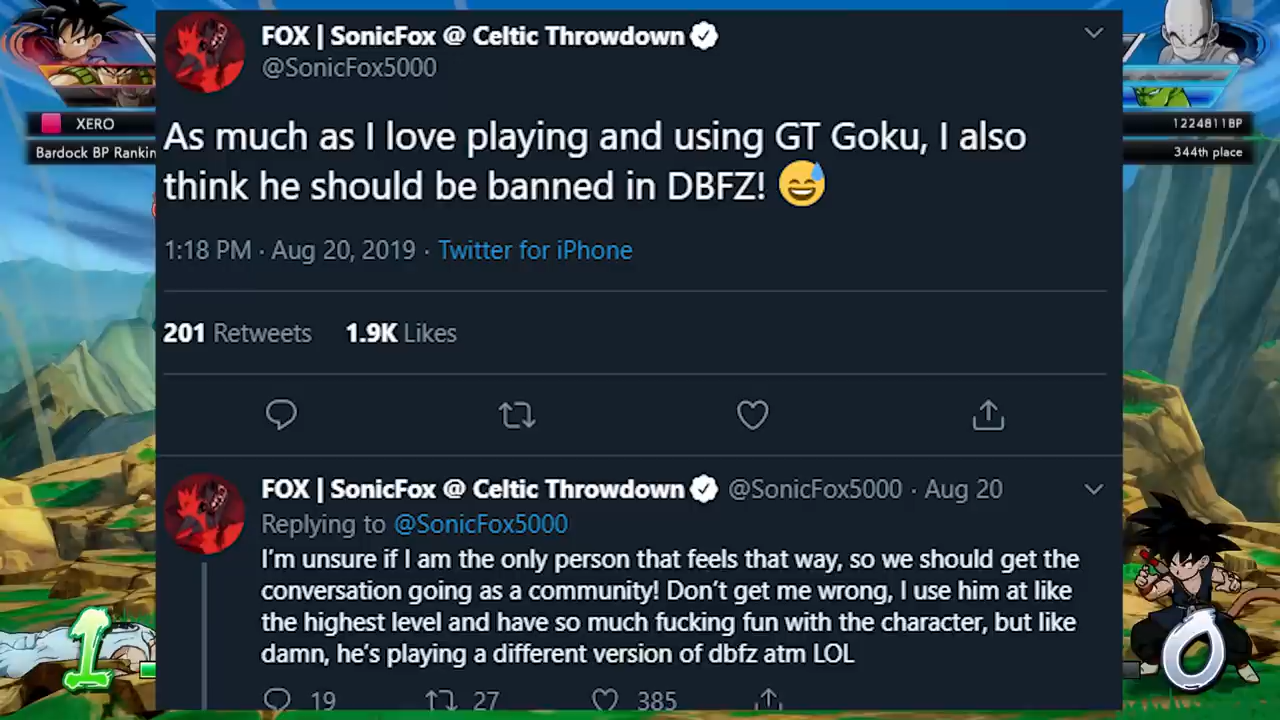 FOX | SonicFox @ Celtic Throwdown
@SonicFox5000
XERO
Bardock BP Rankin
1224811BP
344th place
As much as I love playing and using GT Goku, I also
think he should be banned in DBFZ! 😅
1:18 PM · Aug 20, 2019 · Twitter for iPhone
201 Retweets 1.9K Likes
FOX | SonicFox @ Celtic Throwdown @SonicFox5000 · Aug 20
Replying to @SonicFox5000
I'm unsure if I am the only person that feels that way, so we should get the
conversation going as a community! Don't get me wrong, I use him at like
the highest level and have so much fucking fun with the character, but like
damn, he's playing a different version of dbfz atm LOL
19 27 385
1
0